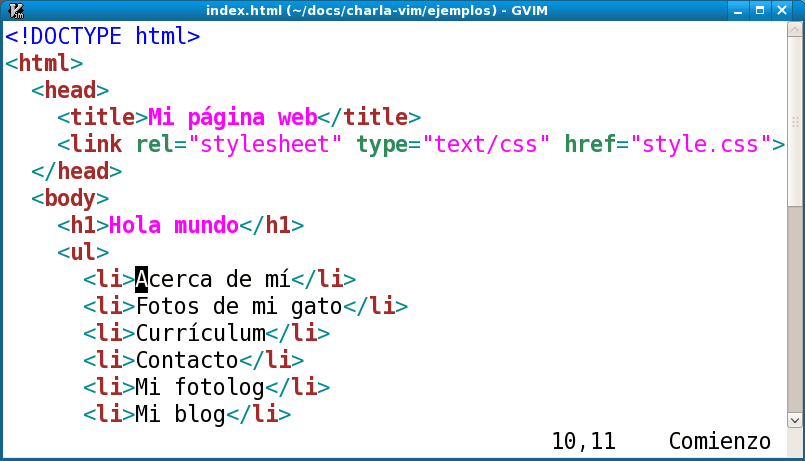 index.html (~/docs/charla-vim/ejemplos) - GVIM
<!DOCTYPE html>
<html>
  <head>
    <title>Mi página web</title>
    <link rel="stylesheet" type="text/css" href="style.css">
  </head>
  <body>
    <h1>Hola mundo</h1>
    <ul>
      <li>Acerca de mí</li>
      <li>Fotos de mi gato</li>
      <li>Currículum</li>
      <li>Contacto</li>
      <li>Mi fotolog</li>
      <li>Mi blog</li>
10,11    Comienzo